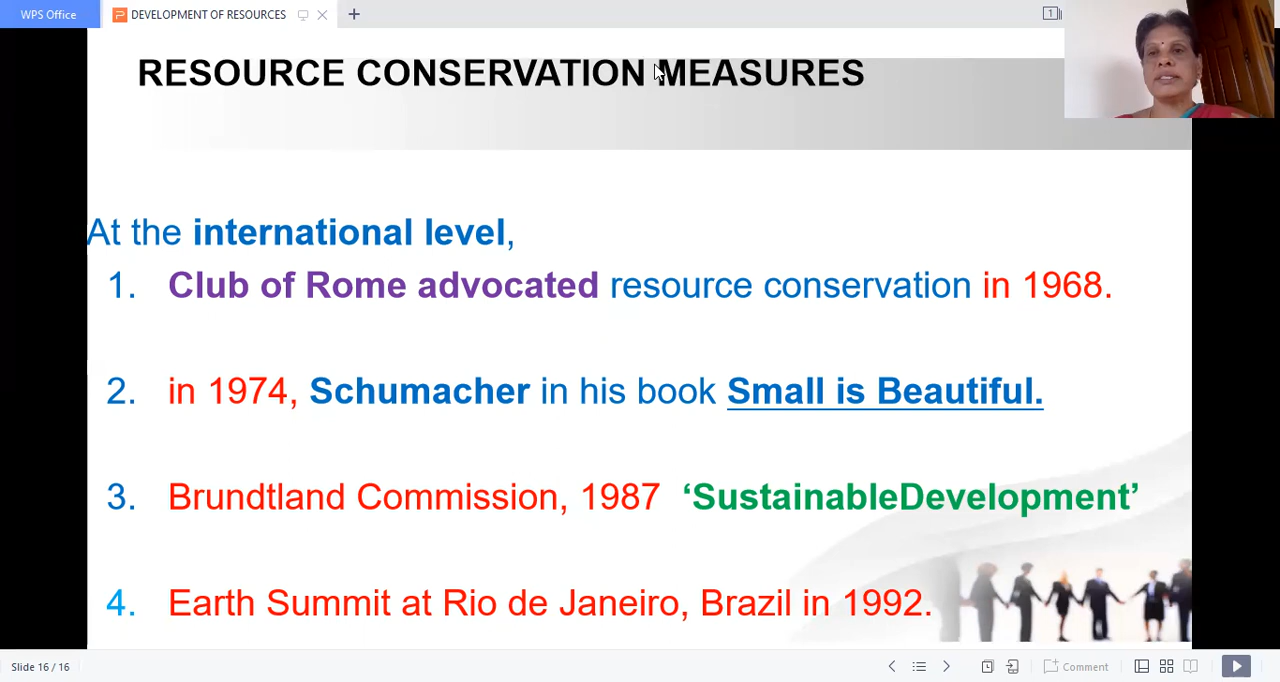 WPS Office
DEVELOPMENT OF RESOURCES
1
RESOURCE CONSERVATION MEASURES
At the international level,
1. Club of Rome advocated resource conservation in 1968.
2. in 1974, Schumacher in his book Small is Beautiful.
3. Brundtland Commission, 1987 ‘SustainableDevelopment’
4. Earth Summit at Rio de Janeiro, Brazil in 1992.
Slide 16 / 16
Comment